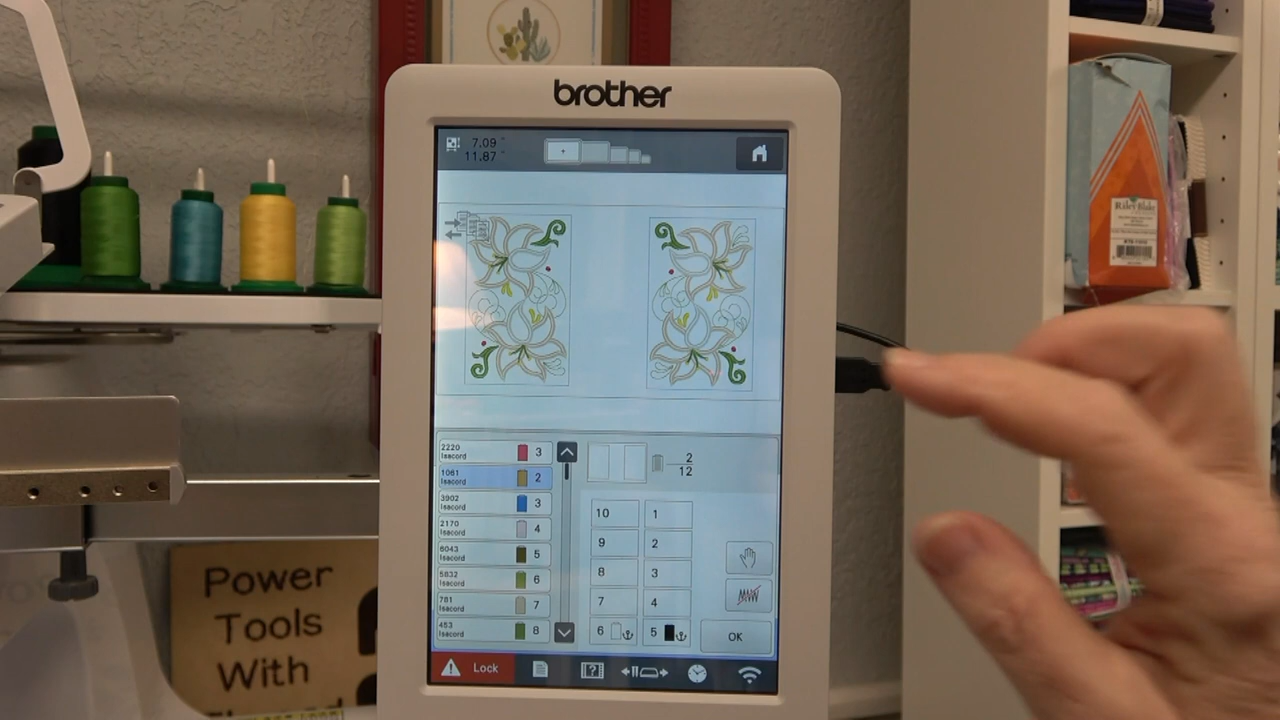 brother
7.09 "
11.87 "
2220
Isacord
3
1061
Isacord
2
3902
Isacord
3
2170
Isacord
4
6043
Isacord
5
5832
Isacord
6
781
Isacord
7
453
Isacord
8
2
12
10 1
9 2
8 3
7 4
6 5
OK
Lock
Riley Blake
Power
Tools
With